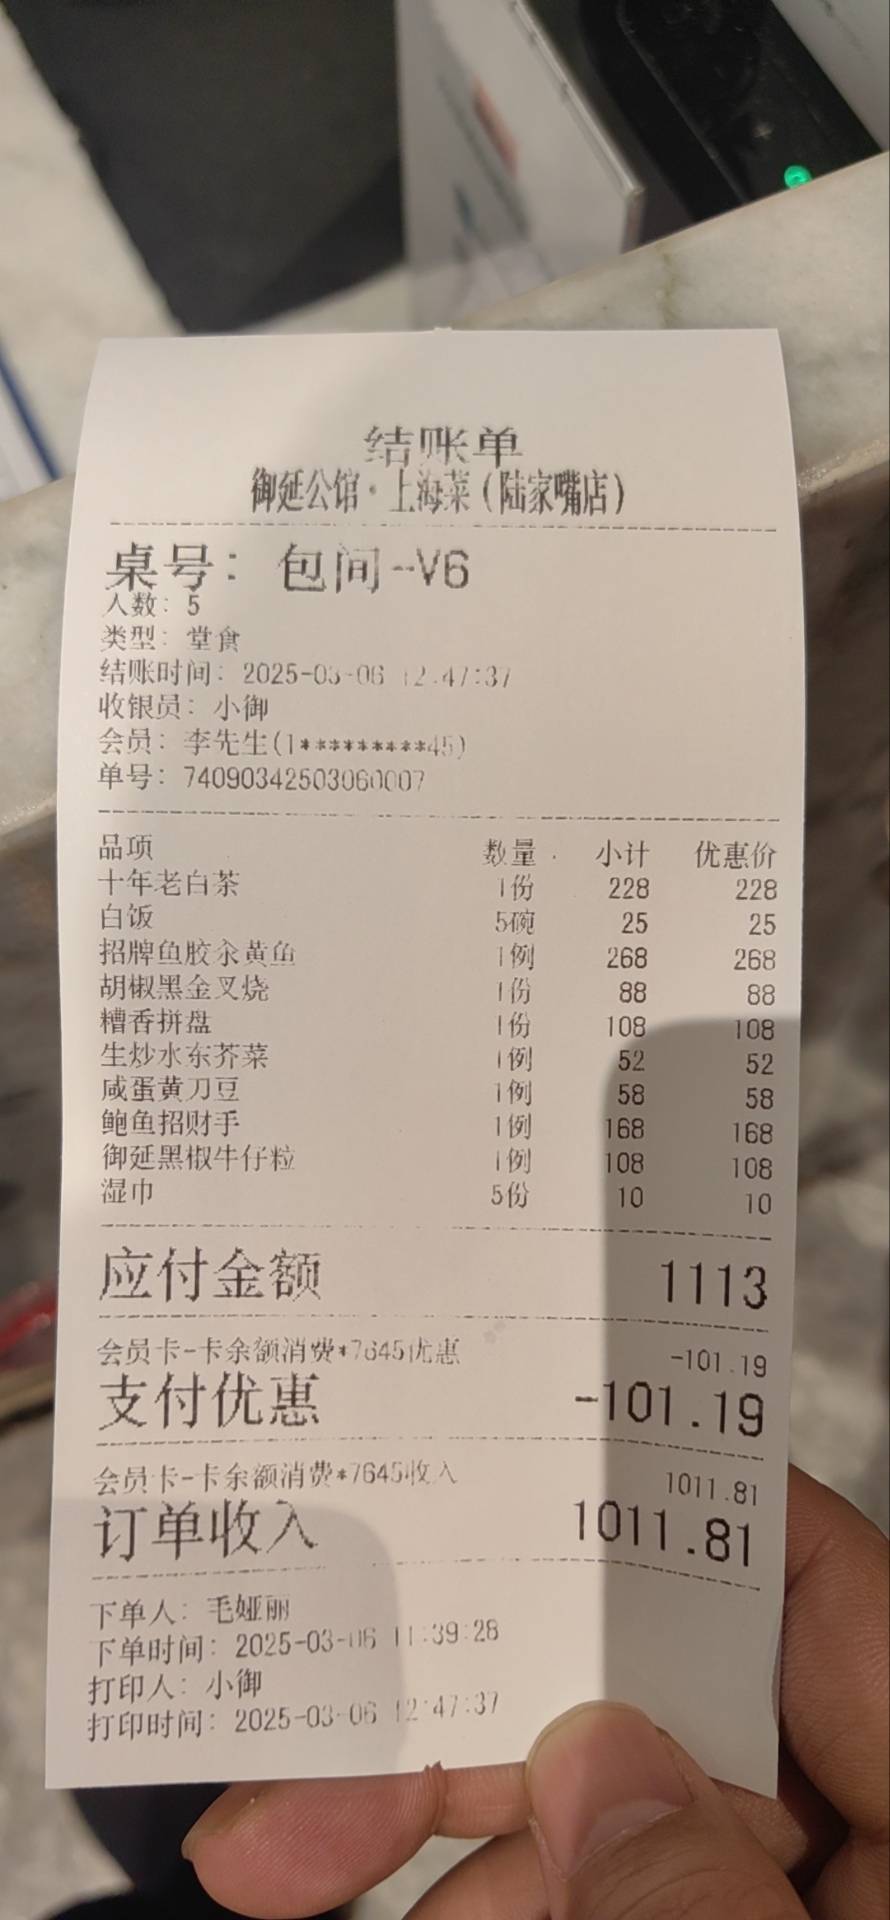 结账单
御延公馆·上海菜(陆家嘴店)
桌号: 包间-V6
人数: 5
类型: 堂食
结账时间: 2025-03-06 12:47:37
收银员: 小御
会员: 李先生(1*********45)
单号: 74090342503060007
品项 数量 小计 优惠价
十年老白茶 1份 228 228
白饭 5碗 25 25
招牌鱼胶汆黄鱼 1例 268 268
胡椒黑金叉烧 1份 88 88
糟香拼盘 1份 108 108
生炒水东芥菜 1例 52 52
咸蛋黄刀豆 1例 58 58
鲍鱼招财手 1例 168 168
御延黑椒牛仔粒 1例 108 108
湿巾 5份 10 10
应付金额 1113
会员卡-卡余额消费*7645优惠 -101.19
支付优惠 -101.19
会员卡-卡余额消费*7645收入 1011.81
订单收入 1011.81
下单人: 毛娅丽
下单时间: 2025-03-06 11:39:28
打印人: 小御
打印时间: 2025-03-06 12:47:37